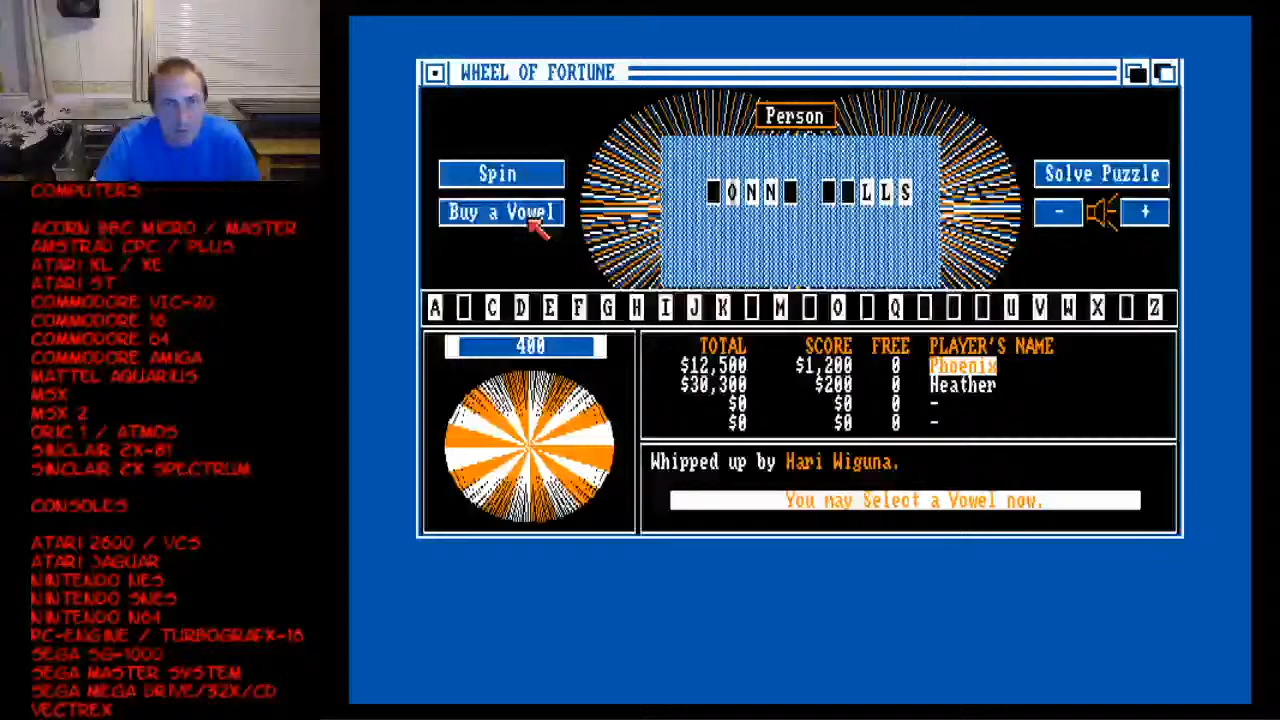 WHEEL OF FORTUNE
Person
Spin
Solve Puzzle
ONN LLS
Buy a Vowel
- +
A C D E F G H I J K M O Q U V W X Z
400
TOTAL SCORE FREE PLAYER'S NAME
$12,500 $1,200 0 Phoenix
$30,300 $200 0 Heather
$0 $0 0 -
$0 $0 0 -
Whipped up by Hari Wiguna.
You may Select a Vowel now.
COMPUTERS
ACORN BBC MICRO / MASTER
AMSTRAD CPC / PLUS
ATARI XL / XE
ATARI ST
COMMODORE VIC-20
COMMODORE 16
COMMODORE 64
COMMODORE AMIGA
MATTEL AQUARIUS
MSX
MSX 2
ORIC 1 / ATMOS
SINCLAIR ZX-81
SINCLAIR ZX SPECTRUM
CONSOLES
ATARI 2600 / VCS
ATARI JAGUAR
NINTENDO NES
NINTENDO SNES
NINTENDO N64
PC-ENGINE / TURBOGRAFX-16
SEGA SG-1000
SEGA MASTER SYSTEM
SEGA MEGA DRIVE/32X/CD
VECTREX